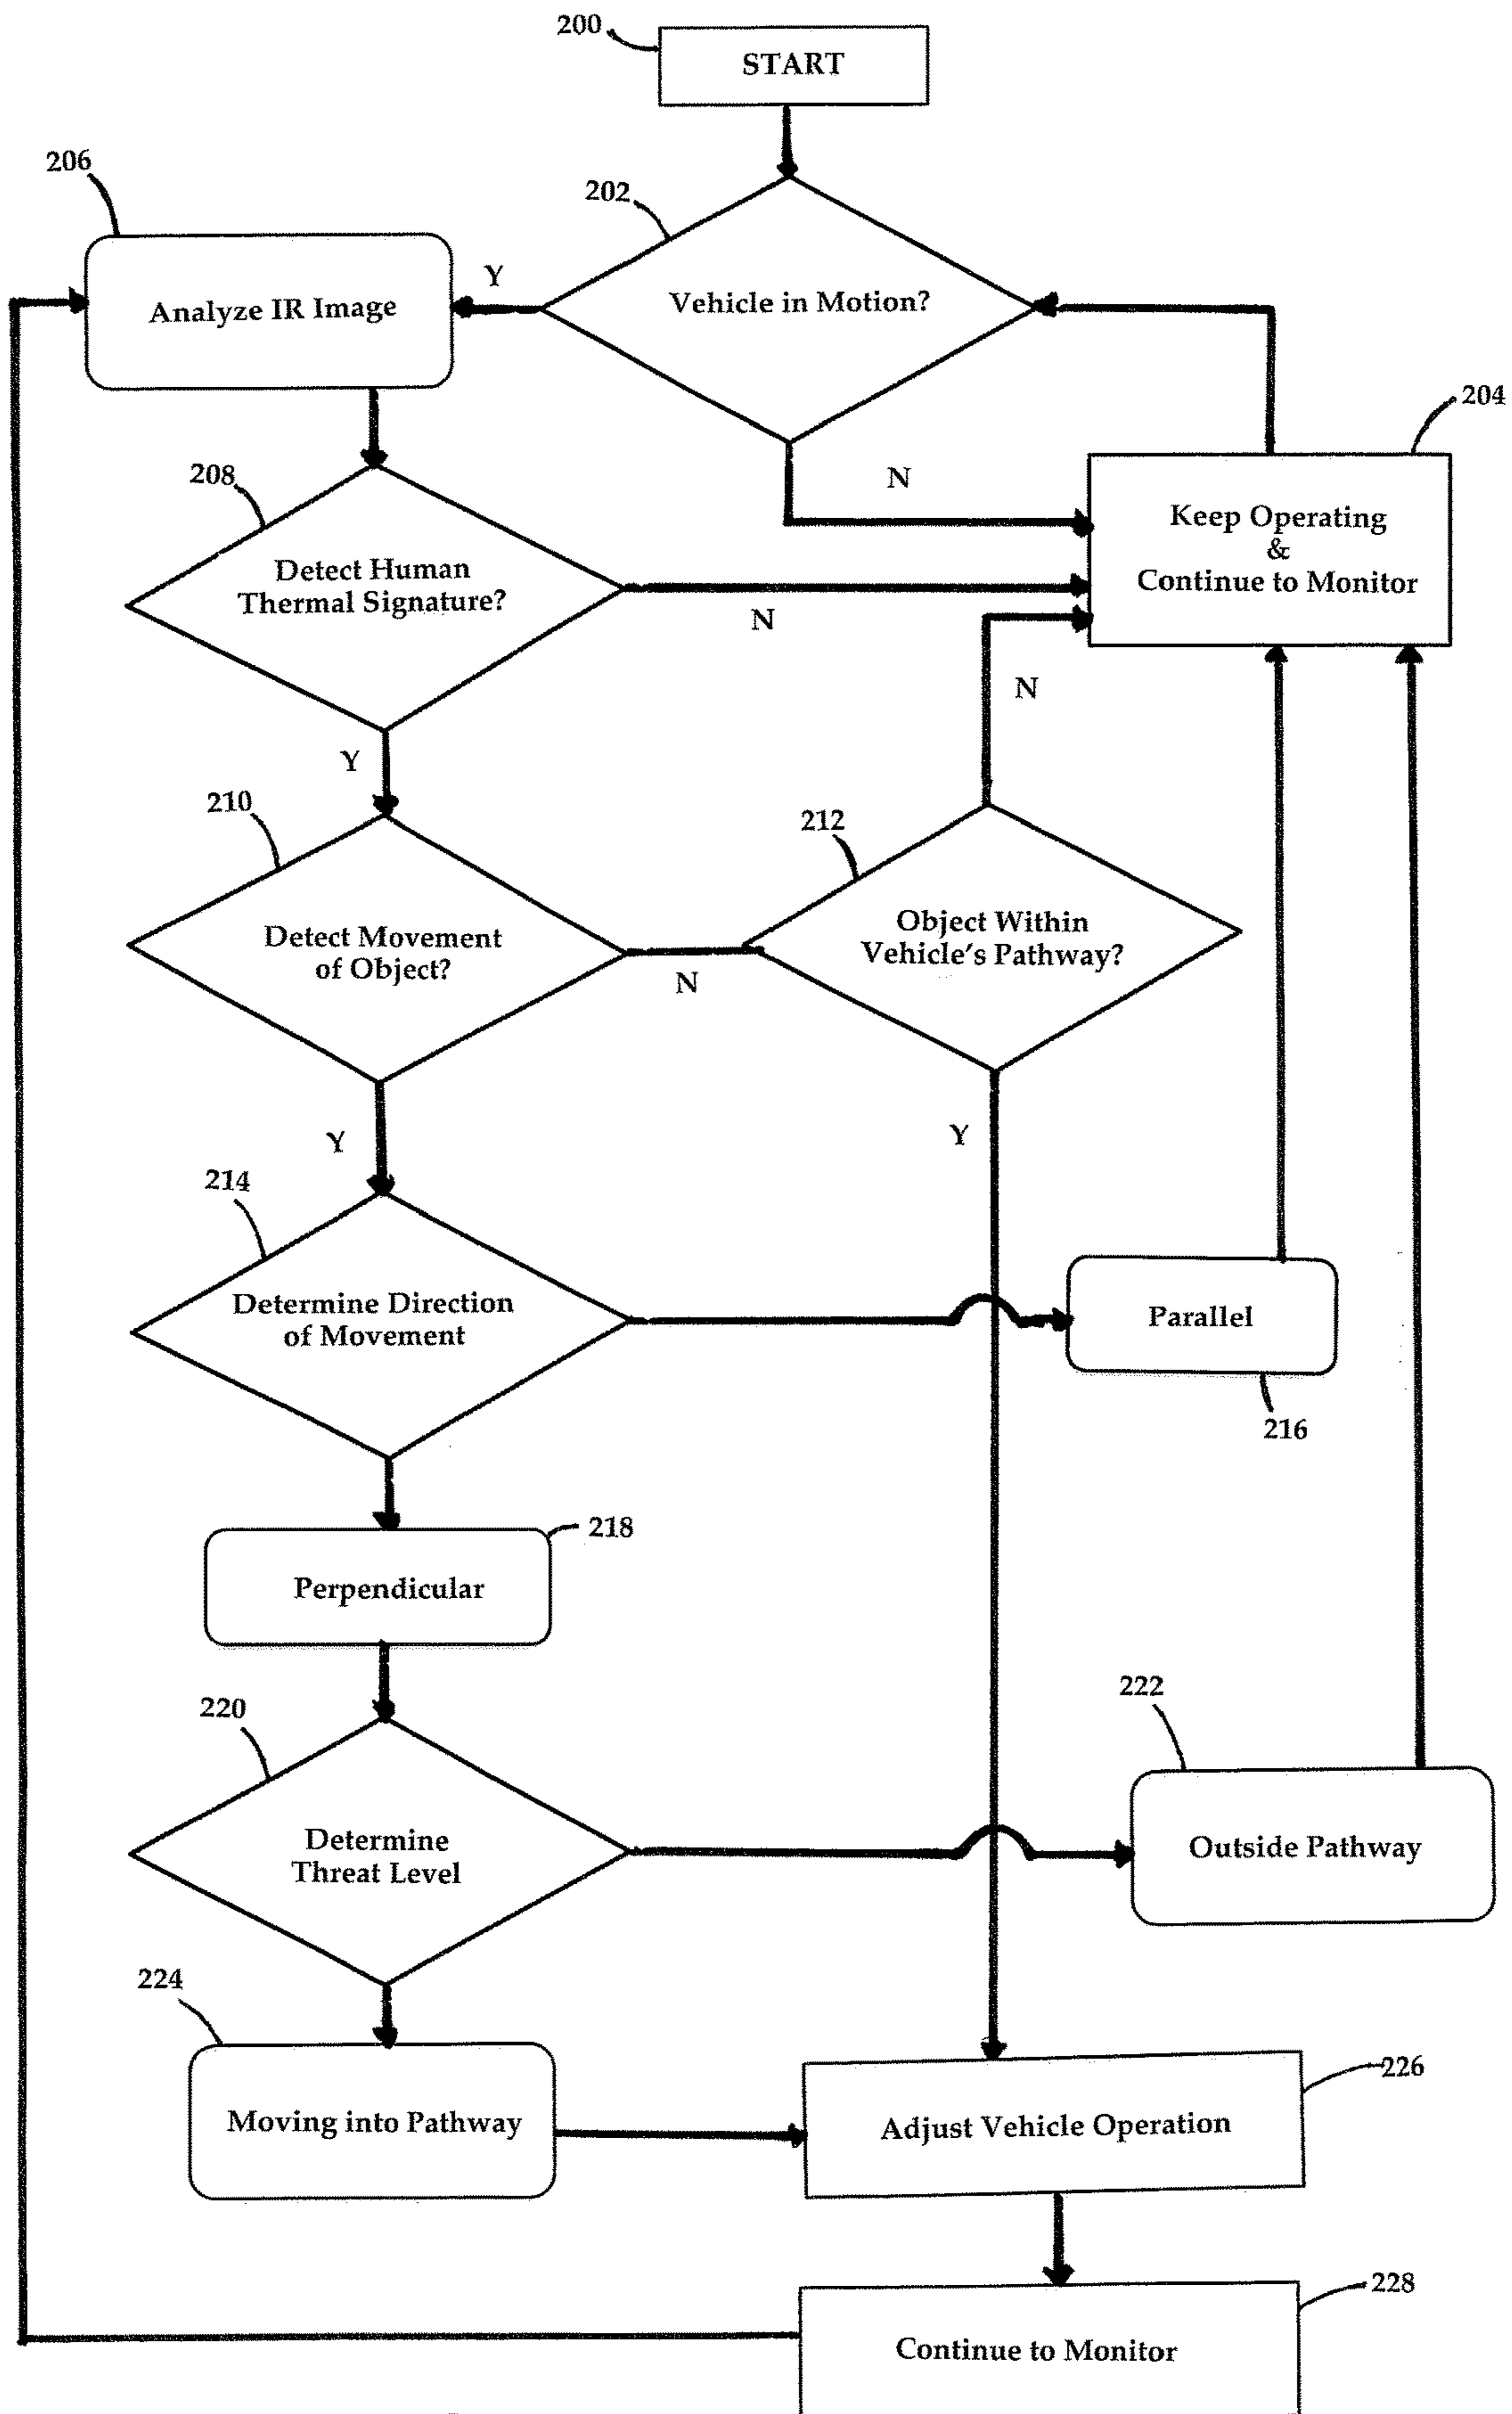 200
START
206
202
Y
Analyze IR Image
Vehicle in Motion?
204
N
208
Keep Operating
&
Continue to Monitor
Detect Human
Thermal Signature?
N
N
Y
210
212
Object Within
Vehicle's Pathway?
Detect Movement
of Object?
N
Y
Y
214
Determine Direction
of Movement
Parallel
216
218
Perpendicular
220
222
Determine
Threat Level
Outside Pathway
224
226
Moving into Pathway
Adjust Vehicle Operation
228
Continue to Monitor